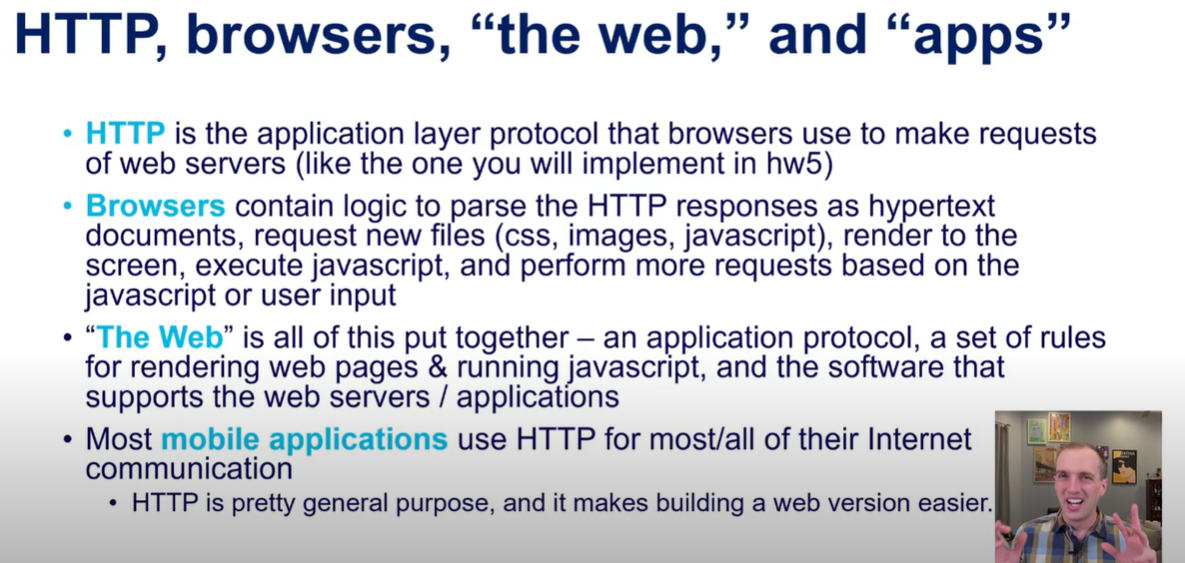 HTTP, browsers, “the web,” and “apps”
• HTTP is the application layer protocol that browsers use to make requests
of web servers (like the one you will implement in hw5)
• Browsers contain logic to parse the HTTP responses as hypertext
documents, request new files (css, images, javascript), render to the
screen, execute javascript, and perform more requests based on the
javascript or user input
• “The Web” is all of this put together – an application protocol, a set of rules
for rendering web pages & running javascript, and the software that
supports the web servers / applications
• Most mobile applications use HTTP for most/all of their Internet
communication
• HTTP is pretty general purpose, and it makes building a web version easier.